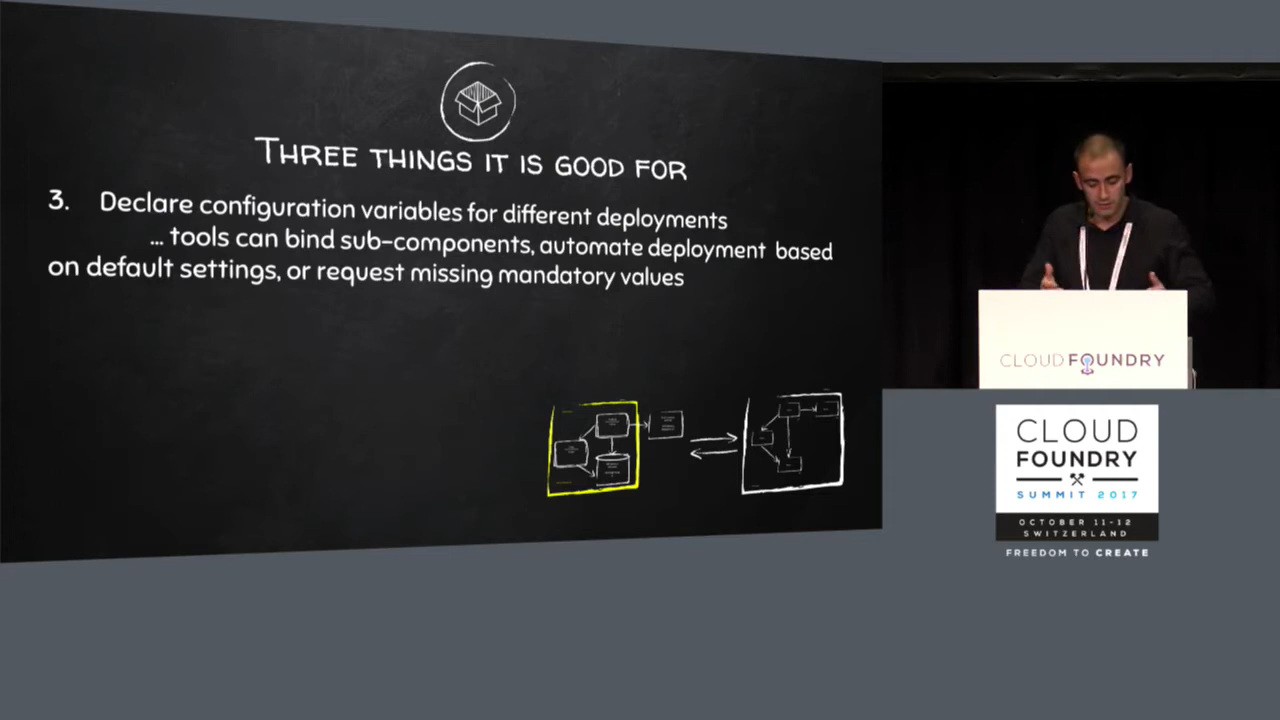 THREE THINGS IT IS GOOD FOR
3. Declare configuration variables for different deployments
... tools can bind sub-components, automate deployment based
on default settings, or request missing mandatory values
CLOUD FOUNDRY
CLOUD
FOUNDRY
SUMMIT 2017
OCTOBER 11-12
SWITZERLAND
FREEDOM TO CREATE